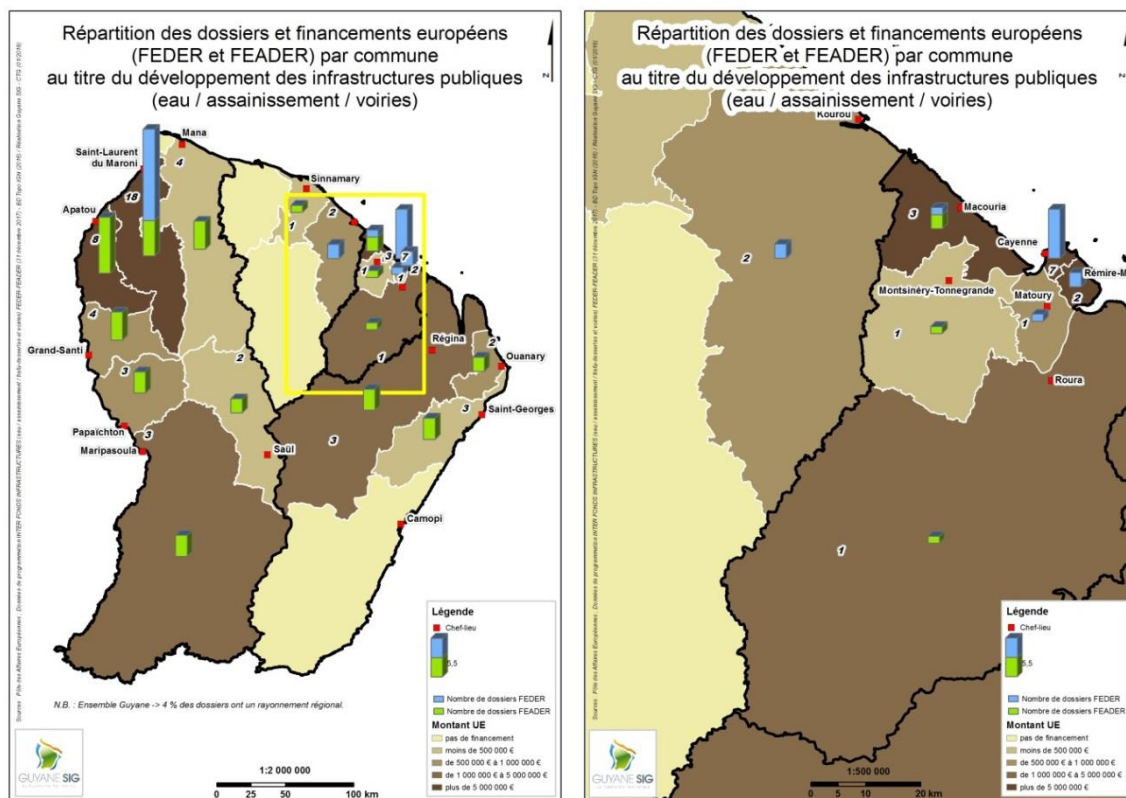 Répartition des dossiers et financements européens
(FEDER et FEADER) par commune
au titre du développement des infrastructures publiques
(eau / assainissement / voiries)
Mana
Saint-Laurent
du Maroni
4
18
Sinnamary
Apatou
8
1
2
3
7
2
1
1
4
Grand-Santi
1
Régina
2
Ouanary
2
3
3
Saint-Georges
Papaïchton
3
3
Maripasoula
Saül
Camopi
N.B. : Ensemble Guyane -> 4 % des dossiers ont un rayonnement régional.
Légende
Chef-lieu
5,5
Nombre de dossiers FEDER
Nombre de dossiers FEADER
Montant UE
pas de financement
moins de 500 000 €
de 500 000 € à 1 000 000 €
de 1 000 000 € à 5 000 000 €
plus de 5 000 000 €
GUYANE SIG
1:2 000 000
0 25 50 100 km
Répartition des dossiers et financements européens
(FEDER et FEADER) par commune
au titre du développement des infrastructures publiques
(eau / assainissement / voiries)
Kourou
3
Macouria
Cayenne
2
7
Rémire-M
Montsinéry-Tonnegrande
2
Matoury
1
1
Roura
1
Légende
Chef-lieu
5,5
Nombre de dossiers FEDER
Nombre de dossiers FEADER
Montant UE
pas de financement
moins de 500 000 €
de 500 000 € à 1 000 000 €
de 1 000 000 € à 5 000 000 €
plus de 5 000 000 €
GUYANE SIG
1:500 000
0 5 10 20 km